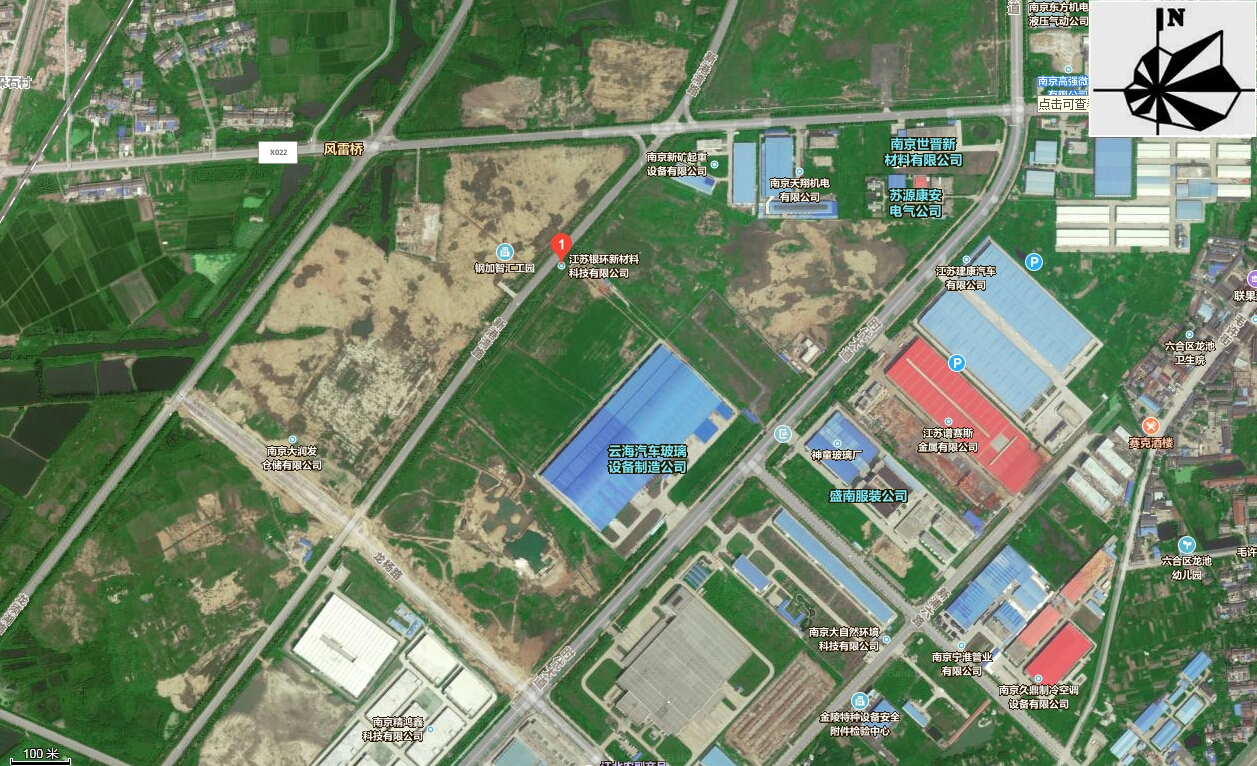 南京东方机电
液压气动公司
N
道
梁石村
南京高强微
有限公司
点击可查
X022
风雷桥
南京新矿起重
设备有限公司
南京世晋新
材料有限公司
南京天翔机电
有限公司
苏源康安
电气公司
1
江苏银环新材料
科技有限公司
钢加智汇工园
江苏建康汽车
有限公司
P
联果
六合区龙池
卫生院
P
江苏谱赛斯
金属有限公司
赛克酒楼
南京大润发
仓储有限公司
云海汽车玻璃
设备制造公司
神童玻璃厂
盛南服装公司
龙杨路
六合区龙池
幼儿园
毛许
南京大自然环境
科技有限公司
南京宁淮管业
有限公司
南京久鼎制冷空调
设备有限公司
金陵特种设备安全
附件检验中心
南京精鸿鑫
科技有限公司
100 米